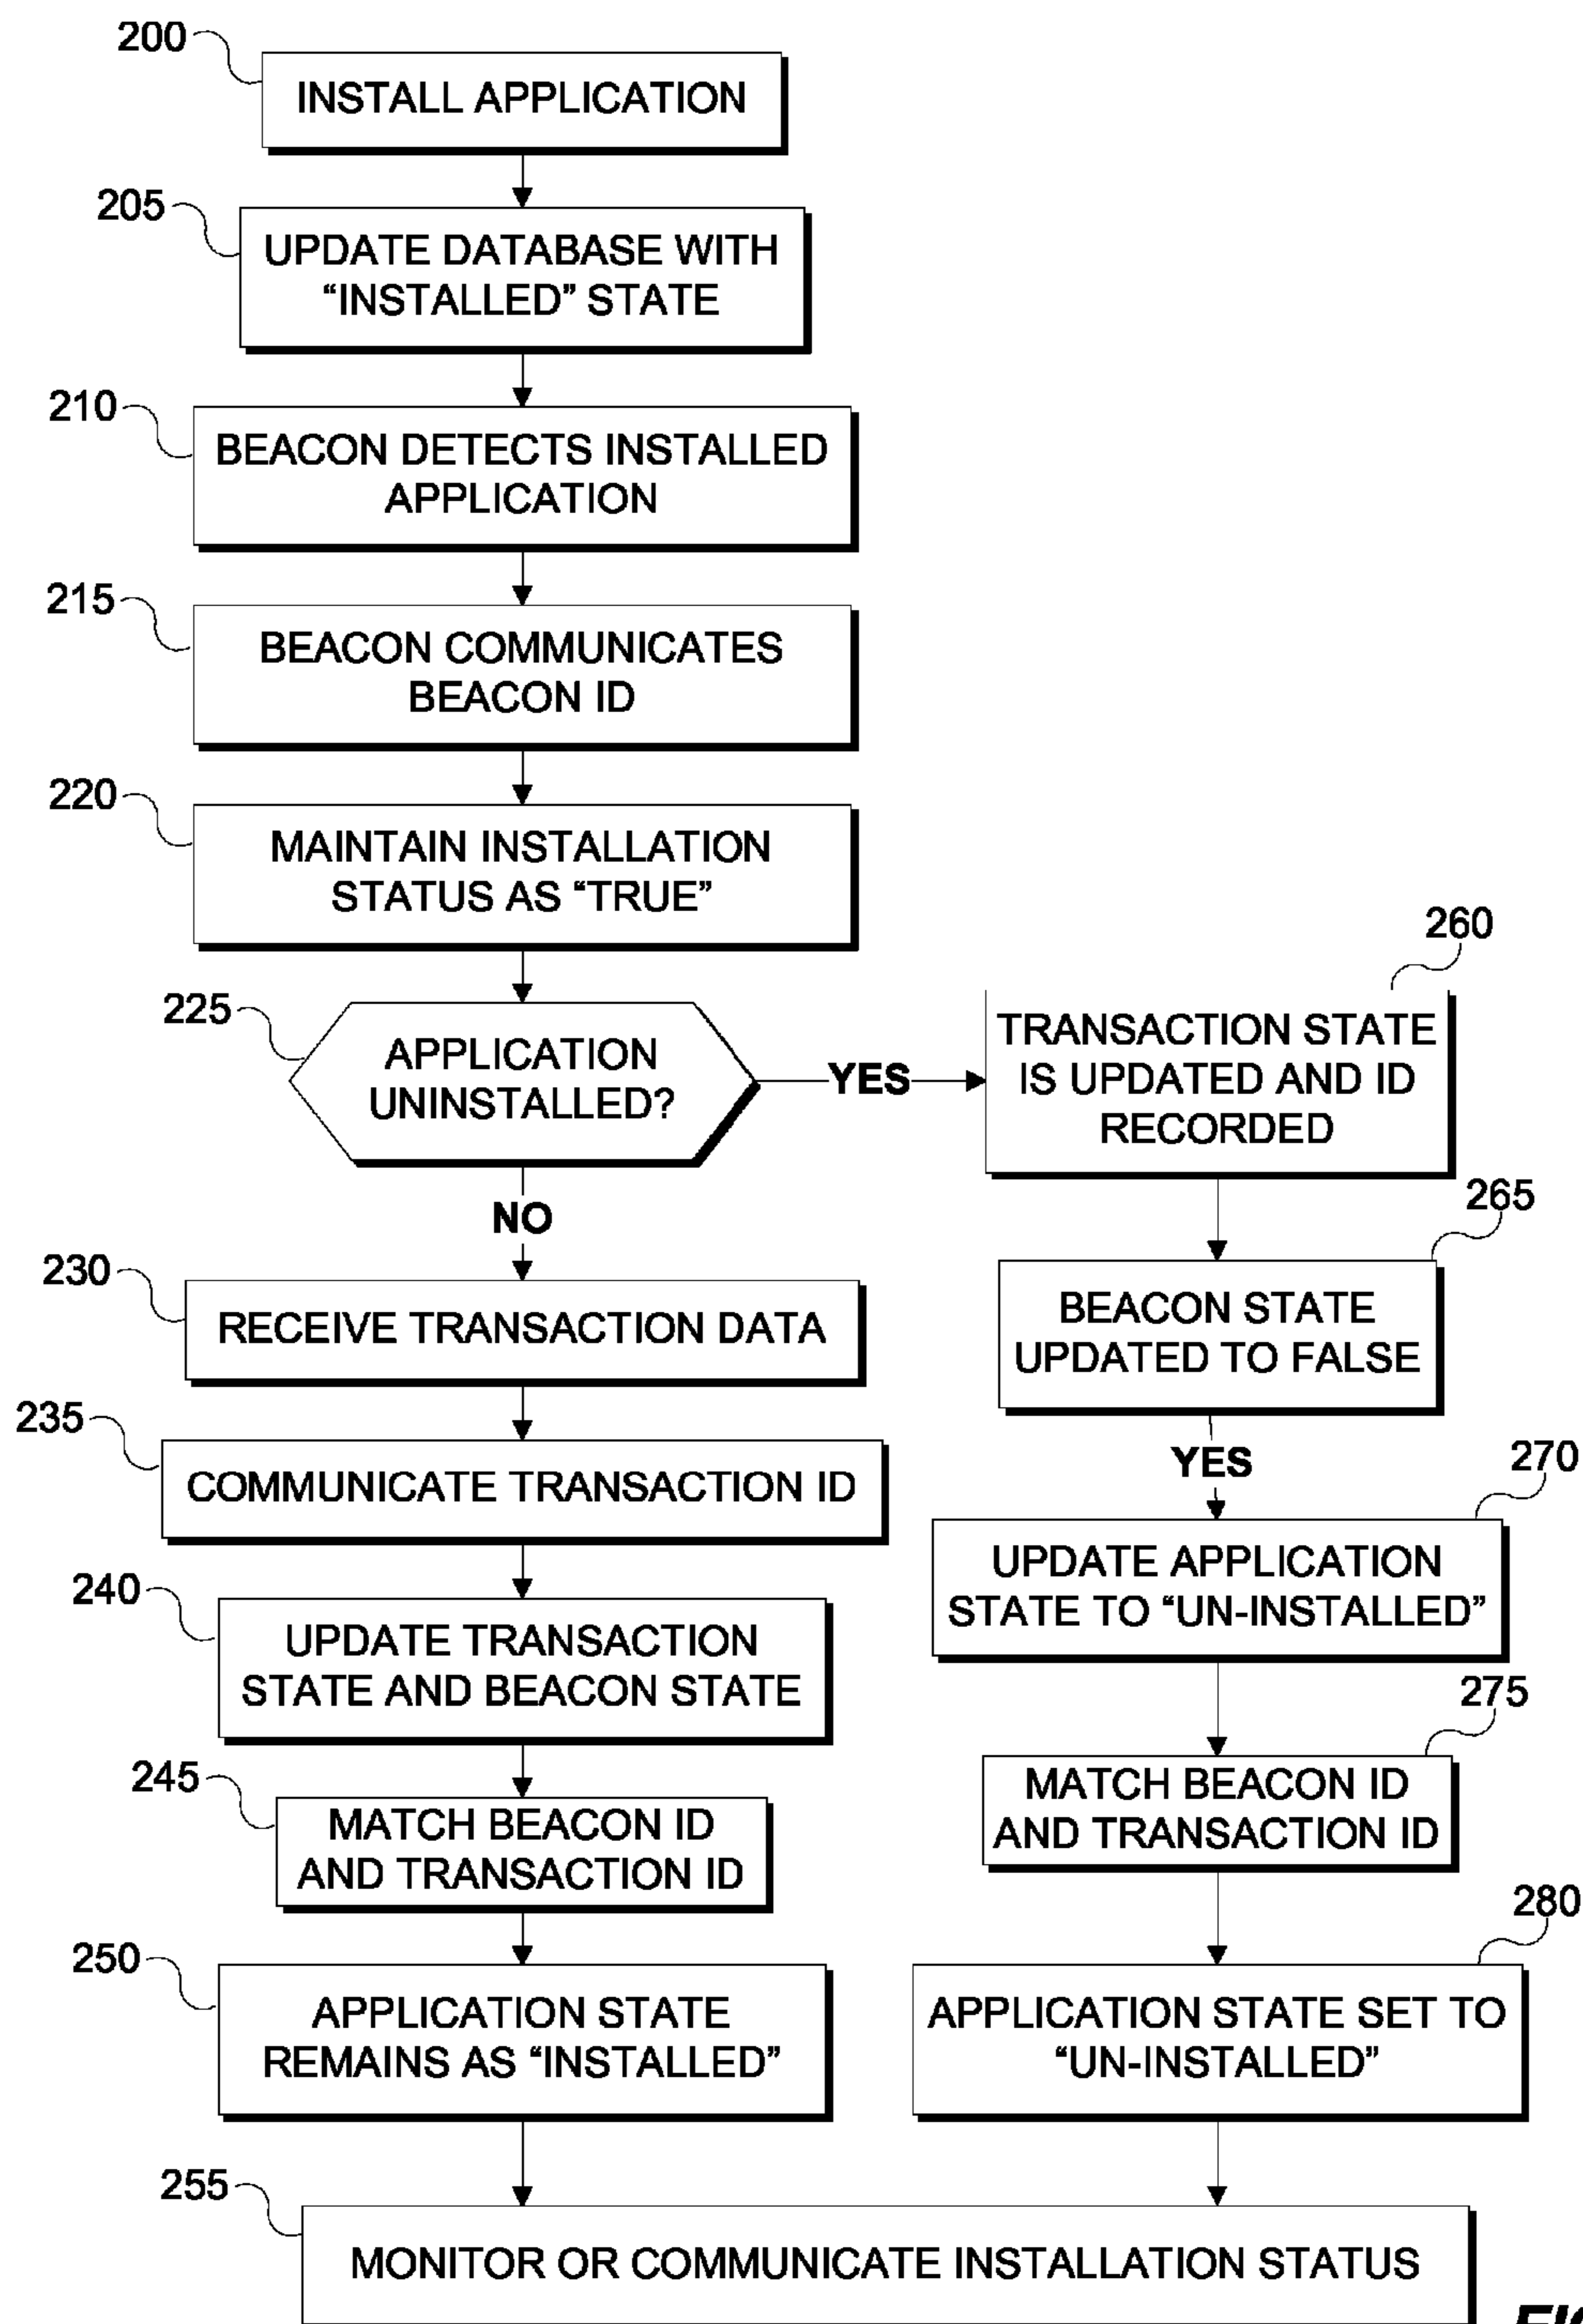 200
INSTALL APPLICATION
205
UPDATE DATABASE WITH
“INSTALLED” STATE
210
BEACON DETECTS INSTALLED
APPLICATION
215
BEACON COMMUNICATES
BEACON ID
220
MAINTAIN INSTALLATION
STATUS AS “TRUE”
225
APPLICATION
UNINSTALLED?
YES
260
TRANSACTION STATE
IS UPDATED AND ID
RECORDED
NO
265
BEACON STATE
UPDATED TO FALSE
230
RECEIVE TRANSACTION DATA
235
COMMUNICATE TRANSACTION ID
YES
270
UPDATE APPLICATION
STATE TO “UN-INSTALLED”
240
UPDATE TRANSACTION
STATE AND BEACON STATE
275
MATCH BEACON ID
AND TRANSACTION ID
245
MATCH BEACON ID
AND TRANSACTION ID
280
APPLICATION STATE SET TO
“UN-INSTALLED”
250
APPLICATION STATE
REMAINS AS “INSTALLED”
255
MONITOR OR COMMUNICATE INSTALLATION STATUS